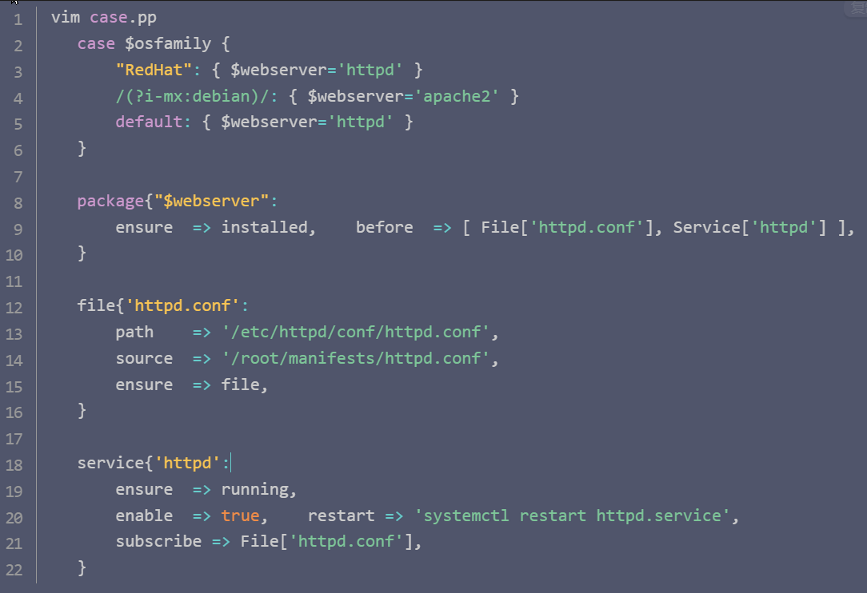 1 vim case.pp
2 case $osfamily {
3 "RedHat": { $webserver='httpd' }
4 /(?i-mx:debian)/: { $webserver='apache2' }
5 default: { $webserver='httpd' }
6 }
7
8 package{"$webserver":
9 ensure => installed, before => [ File['httpd.conf'], Service['httpd'] ],
10 }
11
12 file{'httpd.conf':
13 path => '/etc/httpd/conf/httpd.conf',
14 source => '/root/manifests/httpd.conf',
15 ensure => file,
16 }
17
18 service{'httpd':
19 ensure => running,
20 enable => true, restart => 'systemctl restart httpd.service',
21 subscribe => File['httpd.conf'],
22 }